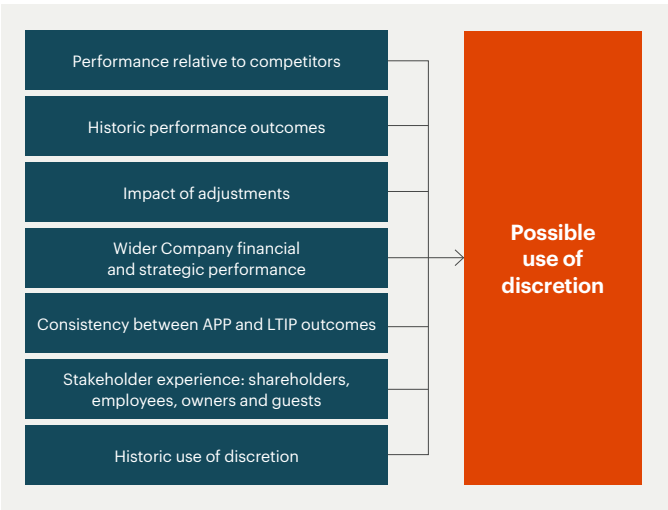 Performance relative to competitors
Historic performance outcomes
Impact of adjustments
Wider Company financial
and strategic performance
Consistency between APP and LTIP outcomes
Stakeholder experience: shareholders,
employees, owners and guests
Historic use of discretion
Possible
use of
discretion